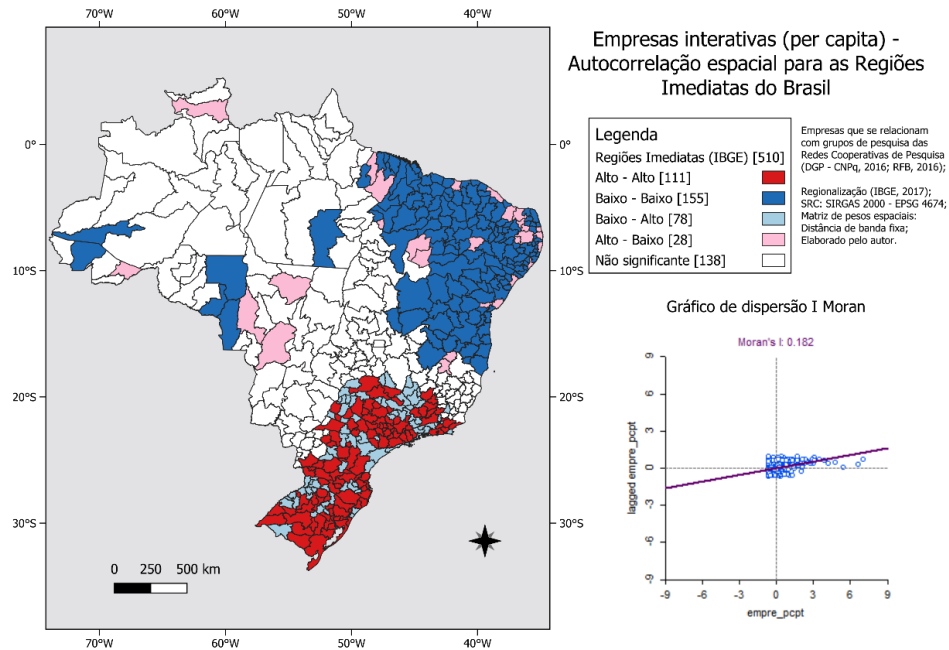 70°W 60°W 50°W 40°W
Empresas interativas (per capita) -
Autocorrelação espacial para as Regiões
Imediatas do Brasil
Legenda
Regiões Imediatas (IBGE) [510]
Alto - Alto [111]
Baixo - Baixo [155]
Baixo - Alto [78]
Alto - Baixo [28]
Não significante [138]
Empresas que se relacionam
com grupos de pesquisa das
Redes Cooperativas de Pesquisa
(DGP - CNPq, 2016; RFB, 2016);
Regionalização (IBGE, 2017);
SRC: SIRGAS 2000 - EPSG 4674;
Matriz de pesos espaciais:
Distância de banda fixa;
Elaborado pelo autor.
0° 0°
10°S 10°S
20°S 20°S
30°S 30°S
0 250 500 km
70°W 60°W 50°W 40°W
Gráfico de dispersão I Moran
Moran's I: 0.182
lagged empre_pcpt
9
6
3
0
-3
-6
-9
-9 -6 -3 0 3 6 9
empre_pcpt